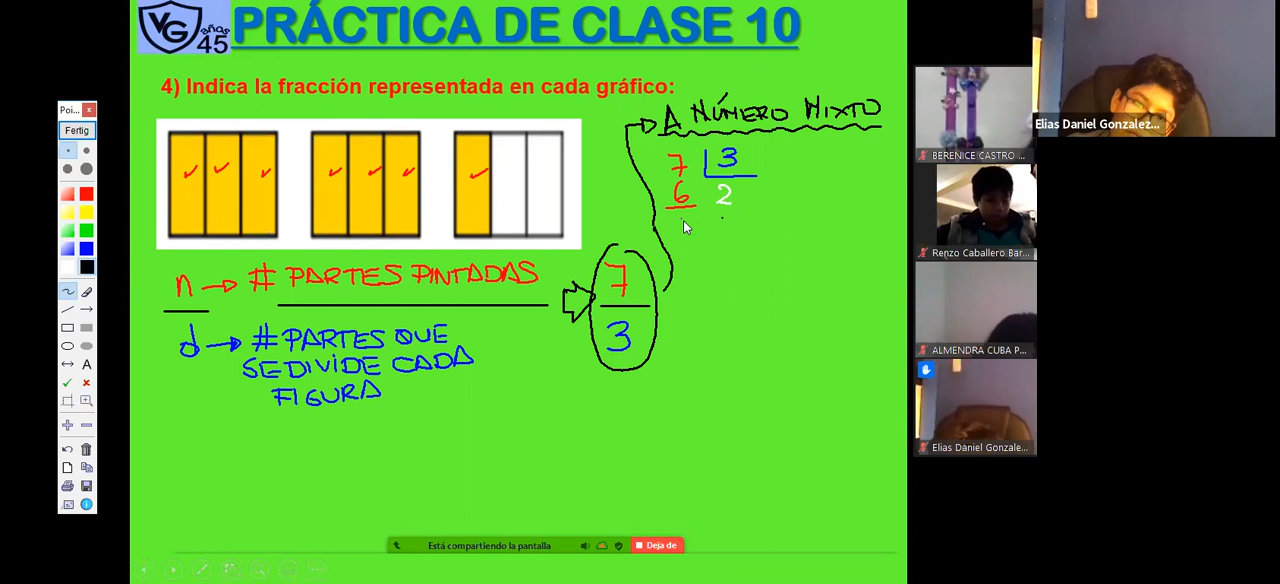 VG
años
45
PRÁCTICA DE CLASE 10
4) Indica la fracción representada en cada gráfico:
A NÚMERO MIXTO
7 3
6 2
n → # PARTES PINTADAS
d → # PARTES QUE
SE DIVIDE CADA
FIGURA
7
3
Poi...
Fertig
A
Está compartiendo la pantalla
Deja de
Elias Daniel Gonzalez...
BERENICE CASTRO ...
Renzo Caballero Bar...
ALMENDRA CUBA P...
Elias Daniel Gonzale...